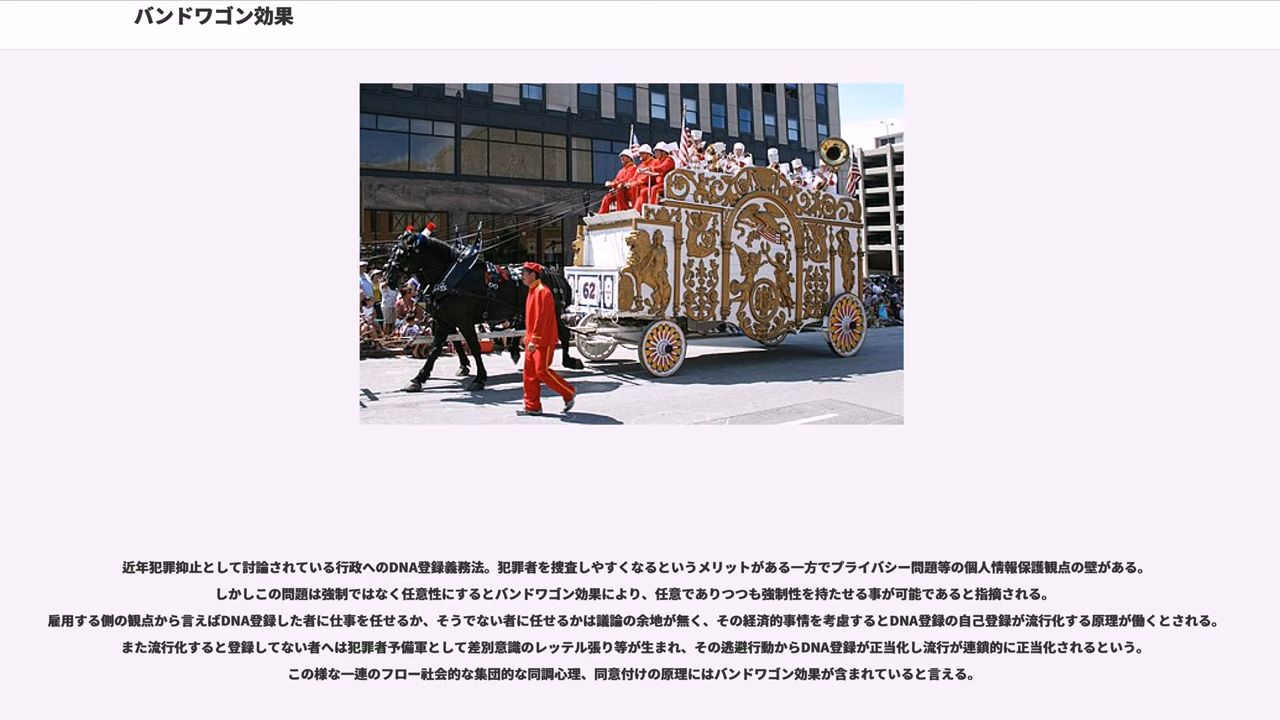 バンドワゴン効果
62
近年犯罪抑止として討論されている行政へのDNA登録義務法。犯罪者を捜査しやすくなるというメリットがある一方でプライバシー問題等の個人情報保護観点の壁がある。
しかしこの問題は強制ではなく任意性にするとバンドワゴン効果により、任意でありつつも強制性を持たせる事が可能であると指摘される。
雇用する側の観点から言えばDNA登録した者に仕事を任せるか、そうでない者に任せるかは議論の余地が無く、その経済的事情を考慮するとDNA登録の自己登録が流行化する原理が働くとされる。
また流行化すると登録してない者へは犯罪者予備軍として差別意識のレッテル張り等が生まれ、その逃避行動からDNA登録が正当化し流行が連鎖的に正当化されるという。
この様な一連のフロー社会的な集団的な同調心理、同意付けの原理にはバンドワゴン効果が含まれていると言える。